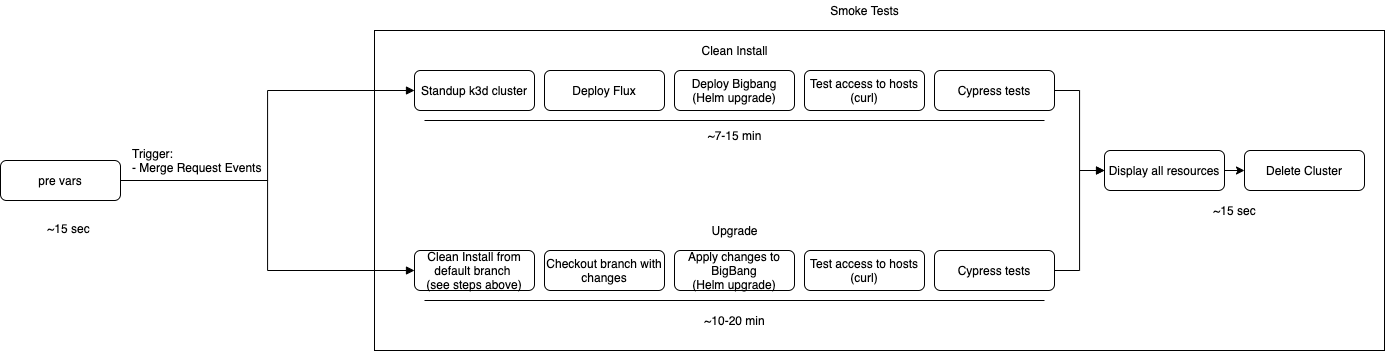 Smoke Tests
Clean Install
Standup k3d cluster
Deploy Flux
Deploy Bigbang
(Helm upgrade)
Test access to hosts
(curl)
Cypress tests
~7-15 min
Trigger:
- Merge Request Events
pre vars
~15 sec
Display all resources
Delete Cluster
~15 sec
Upgrade
Clean Install from
default branch
(see steps above)
Checkout branch with
changes
Apply changes to
BigBang
(Helm upgrade)
Test access to hosts
(curl)
Cypress tests
~10-20 min